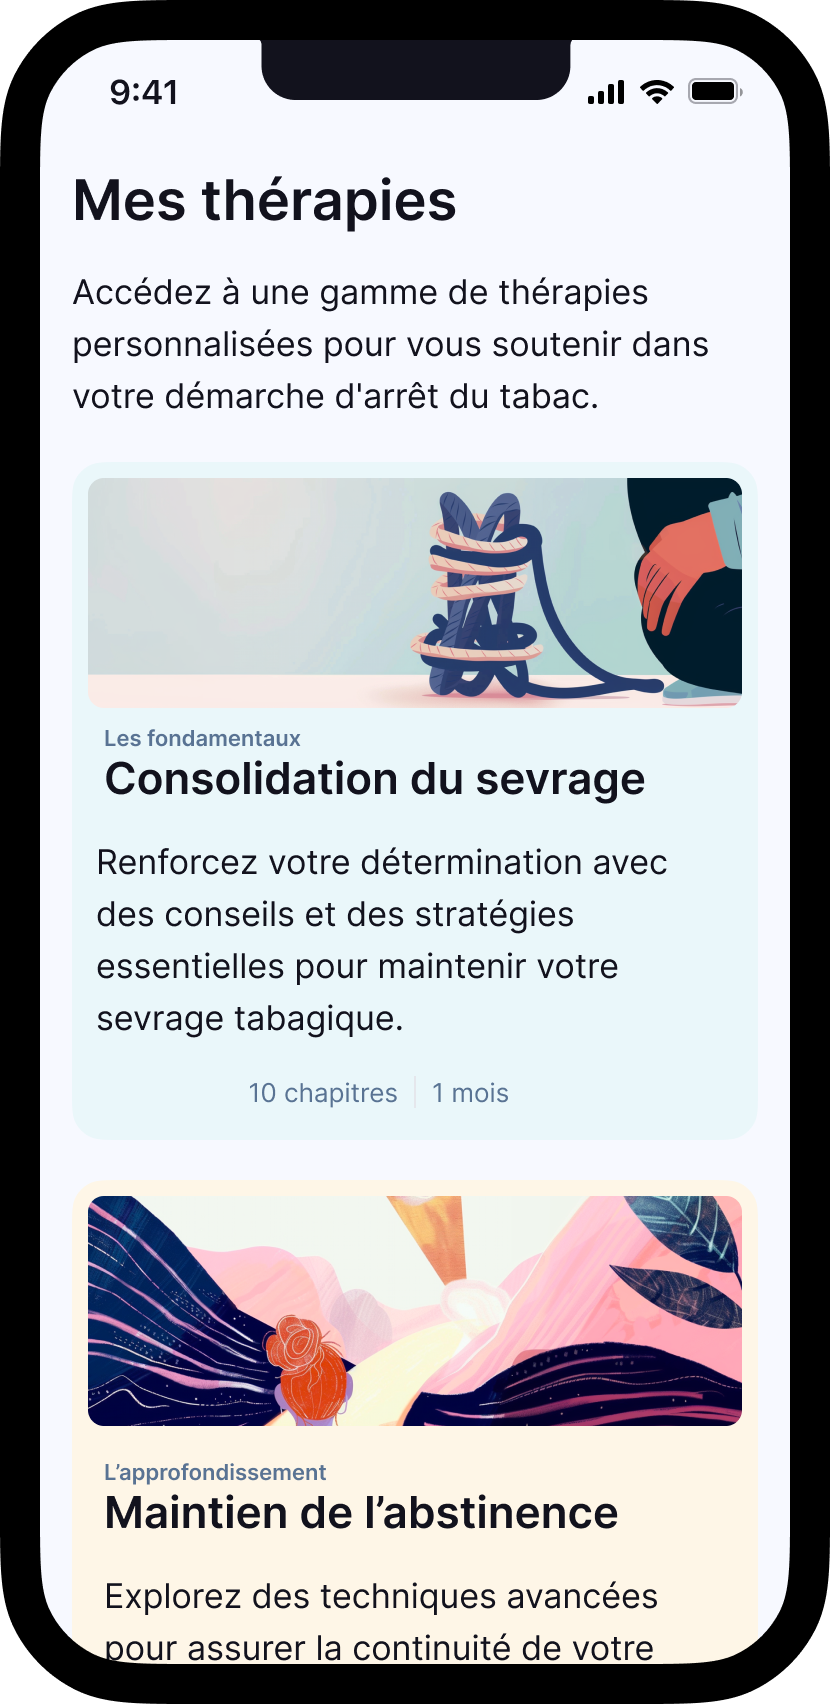 9:41
Mes thérapies
Accédez à une gamme de thérapies
personnalisées pour vous soutenir dans
votre démarche d'arrêt du tabac.
Les fondamentaux
Consolidation du sevrage
Renforcez votre détermination avec
des conseils et des stratégies
essentielles pour maintenir votre
sevrage tabagique.
10 chapitres | 1 mois
L’approfondissement
Maintien de l’abstinence
Explorez des techniques avancées
pour assurer la continuité de votre